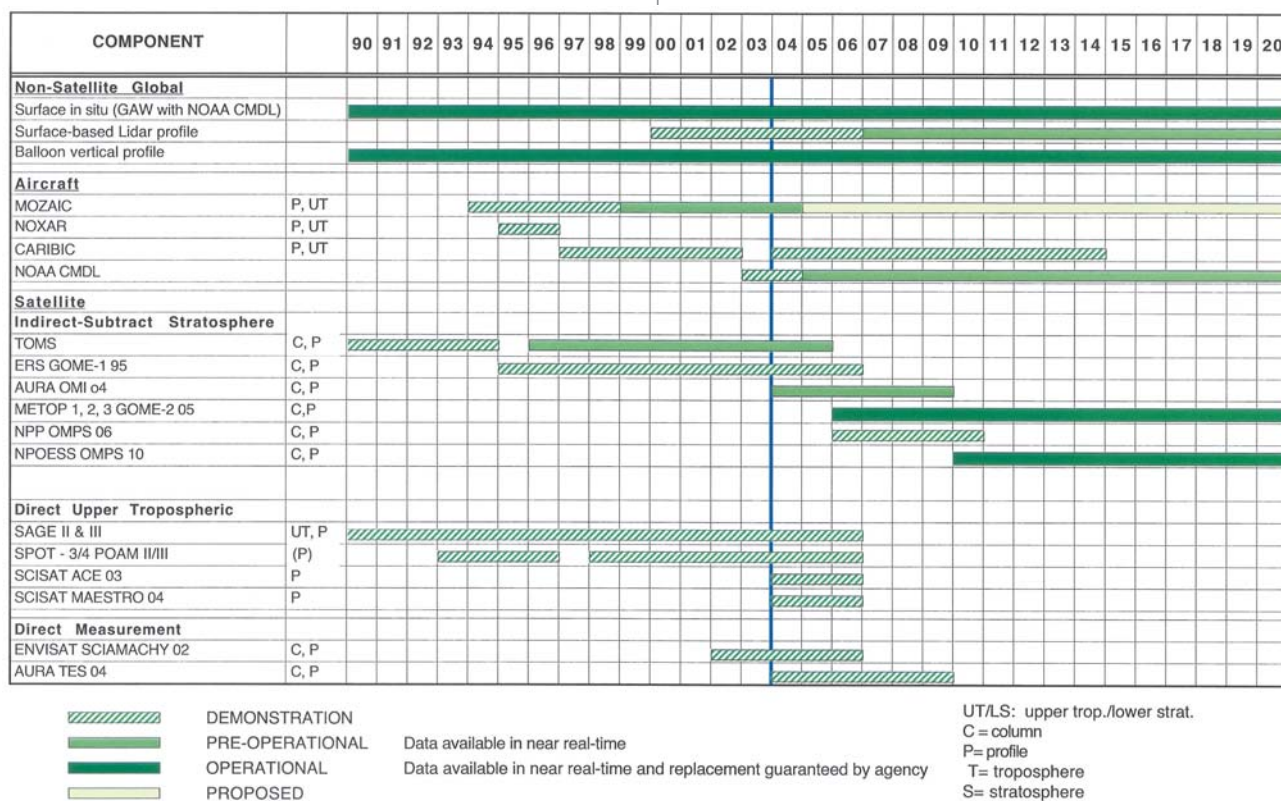 COMPONENT 90 91 92 93 94 95 96 97 98 99 00 01 02 03 04 05 06 07 08 09 10 11 12 13 14 15 16 17 18 19 20
Non-Satellite Global
Surface in situ (GAW with NOAA CMDL)
Surface-based Lidar profile
Balloon vertical profile
Aircraft
MOZAIC P, UT
NOXAR P, UT
CARIBIC P, UT
NOAA CMDL
Satellite
Indirect-Subtract Stratosphere
TOMS C, P
ERS GOME-1 95 C, P
AURA OMI o4 C, P
METOP 1, 2, 3 GOME-2 05 C,P
NPP OMPS 06 C, P
NPOESS OMPS 10 C, P
Direct Upper Tropospheric
SAGE II & III UT, P
SPOT - 3/4 POAM II/III (P)
SCISAT ACE 03 P
SCISAT MAESTRO 04 P
Direct Measurement
ENVISAT SCIAMACHY 02 C, P
AURA TES 04 C, P
DEMONSTRATION
PRE-OPERATIONAL Data available in near real-time
OPERATIONAL Data available in near real-time and replacement guaranteed by agency
PROPOSED
UT/LS: upper trop./lower strat.
C = column
P= profile
T= troposphere
S= stratosphere